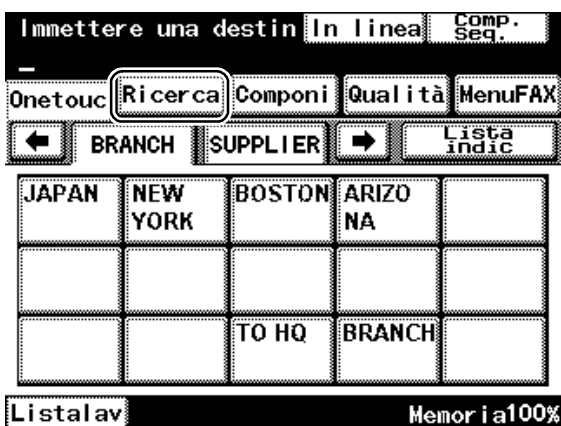 Immettere una destin In linea Comp. Seq.
Onetouc Ricerca Componi Qualità MenuFAX
BRANCH SUPPLIER Lista indic
JAPAN NEW YORK BOSTON ARIZO NA
TO HQ BRANCH
Listalav Memoria100%